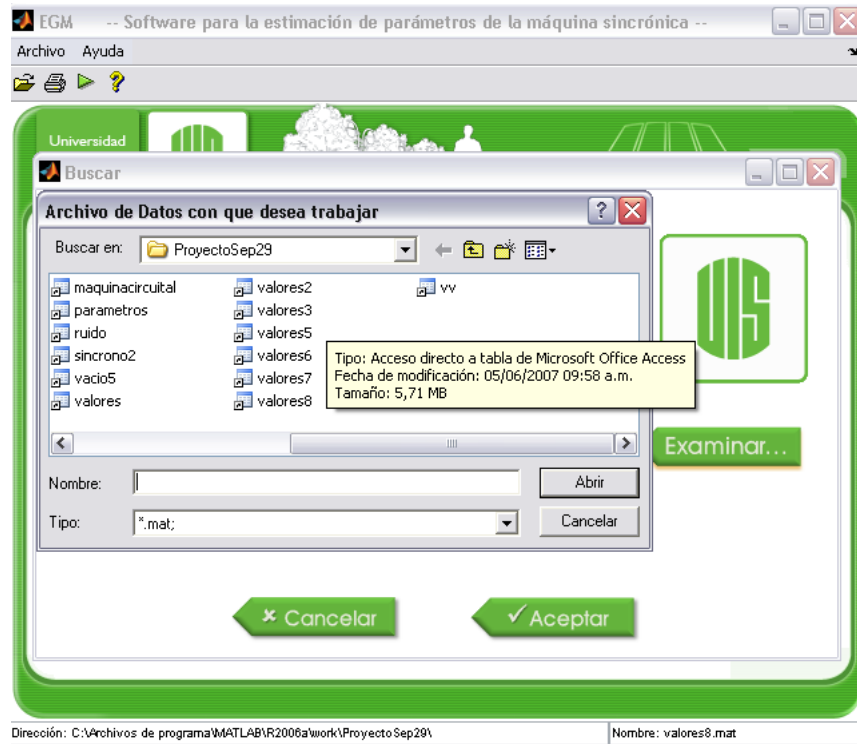 EGM -- Software para la estimación de parámetros de la máquina sincrónica --
Archivo Ayuda
Universidad
UIS
Buscar
Archivo de Datos con que desea trabajar
Buscar en: ProyectoSep29
maquinacircuital valores2 vv
parametros valores3
ruido valores5
sincrono2 valores6
vacio5 valores7
valores valores8
Tipo: Acceso directo a tabla de Microsoft Office Access
Fecha de modificación: 05/06/2007 09:58 a.m.
Tamaño: 5,71 MB
UIS
Examinar...
Nombre: Abrir
Tipo: *.mat; Cancelar
Cancelar Aceptar
Dirección: C:\Archivos de programa\MATLAB\R2006a\work\ProyectoSep29\ Nombre: valores8.mat